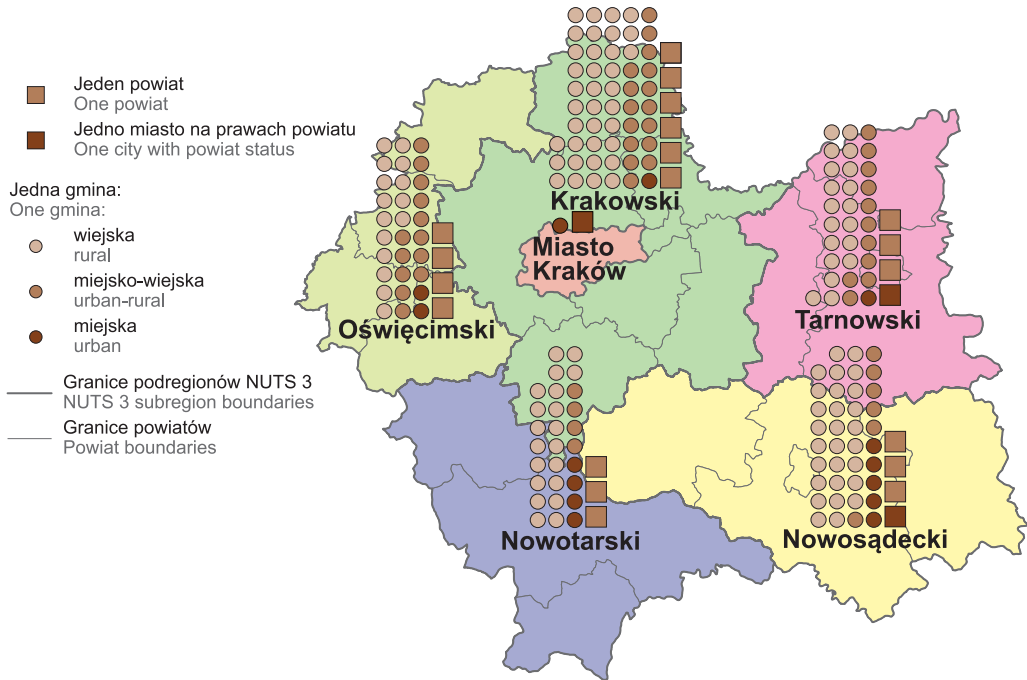 Jeden powiat
One powiat
Jedno miasto na prawach powiatu
One city with powiat status
Jedna gmina:
One gmina:
wiejska
rural
miejsko-wiejska
urban-rural
miejska
urban
Granice podregionów NUTS 3
NUTS 3 subregion boundaries
Granice powiatów
Powiat boundaries
Krakowski
Miasto
Kraków
Oświęcimski
Tarnowski
Nowotarski
Nowosądecki